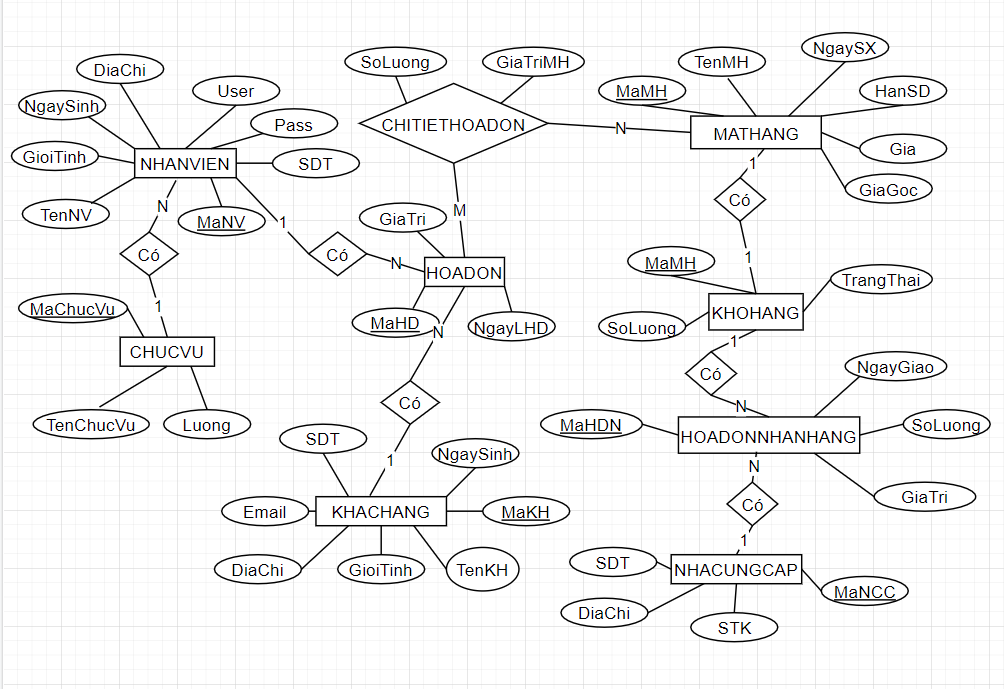 NgaySX
SoLuong
GiaTriMH
TenMH
DiaChi
User
MaMH
HanSD
NgaySinh
Pass
CHITIETHOADON
N
MATHANG
Gia
GioiTinh
NHANVIEN
SDT
1
GiaGoc
N
TenNV
MaNV
1
M
GiaTri
Có
Có
Có
N
1
MaMH
HOADON
TrangThai
1
MaChucVu
MaHD
N
NgayLHD
SoLuong
KHOHANG
1
CHUCVU
NgayGiao
Có
Có
N
TenChucVu
Luong
MaHDN
SoLuong
HOADONNHANHANG
SDT
NgaySinh
1
N
GiaTri
Email
KHACHANG
MaKH
Có
1
DiaChi
GioiTinh
TenKH
SDT
NHACUNGCAP
MaNCC
DiaChi
STK